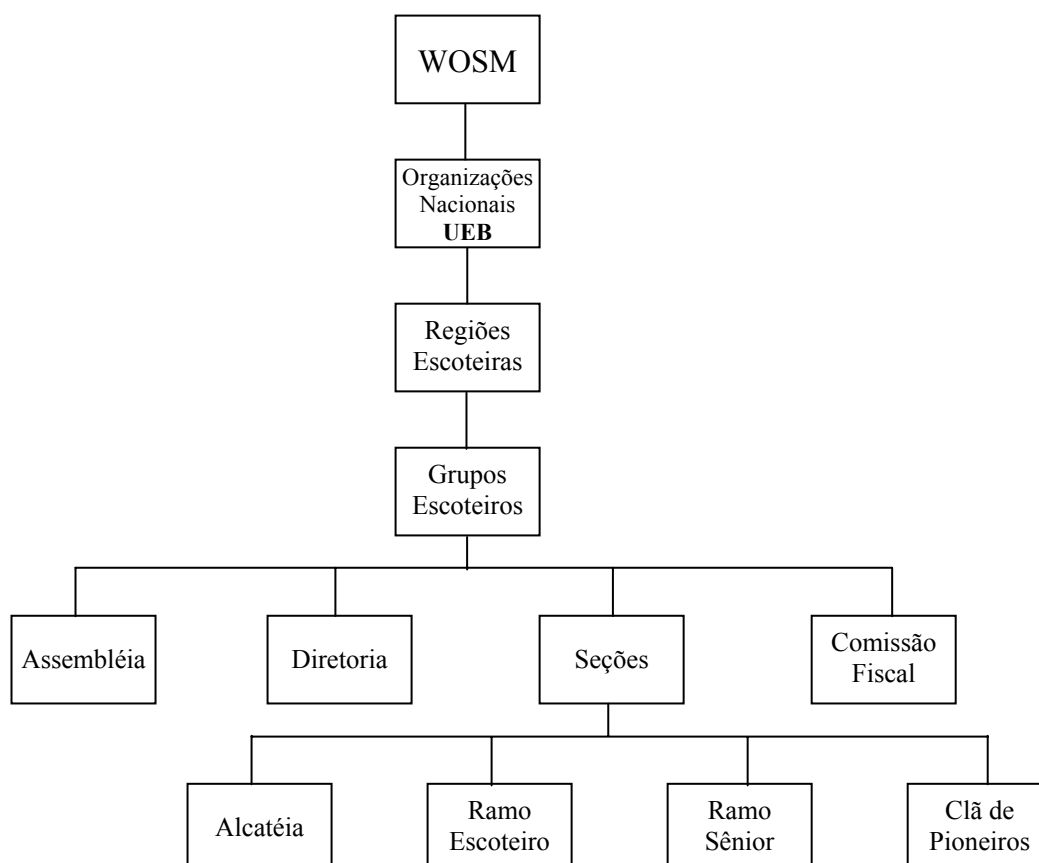 WOSM
Organizações
Nacionais
UEB
Regiões
Escoteiras
Grupos
Escoteiros
Assembléia
Diretoria
Seções
Comissão
Fiscal
Alcatéia
Ramo
Escoteiro
Ramo
Sênior
Clã de
Pioneiros